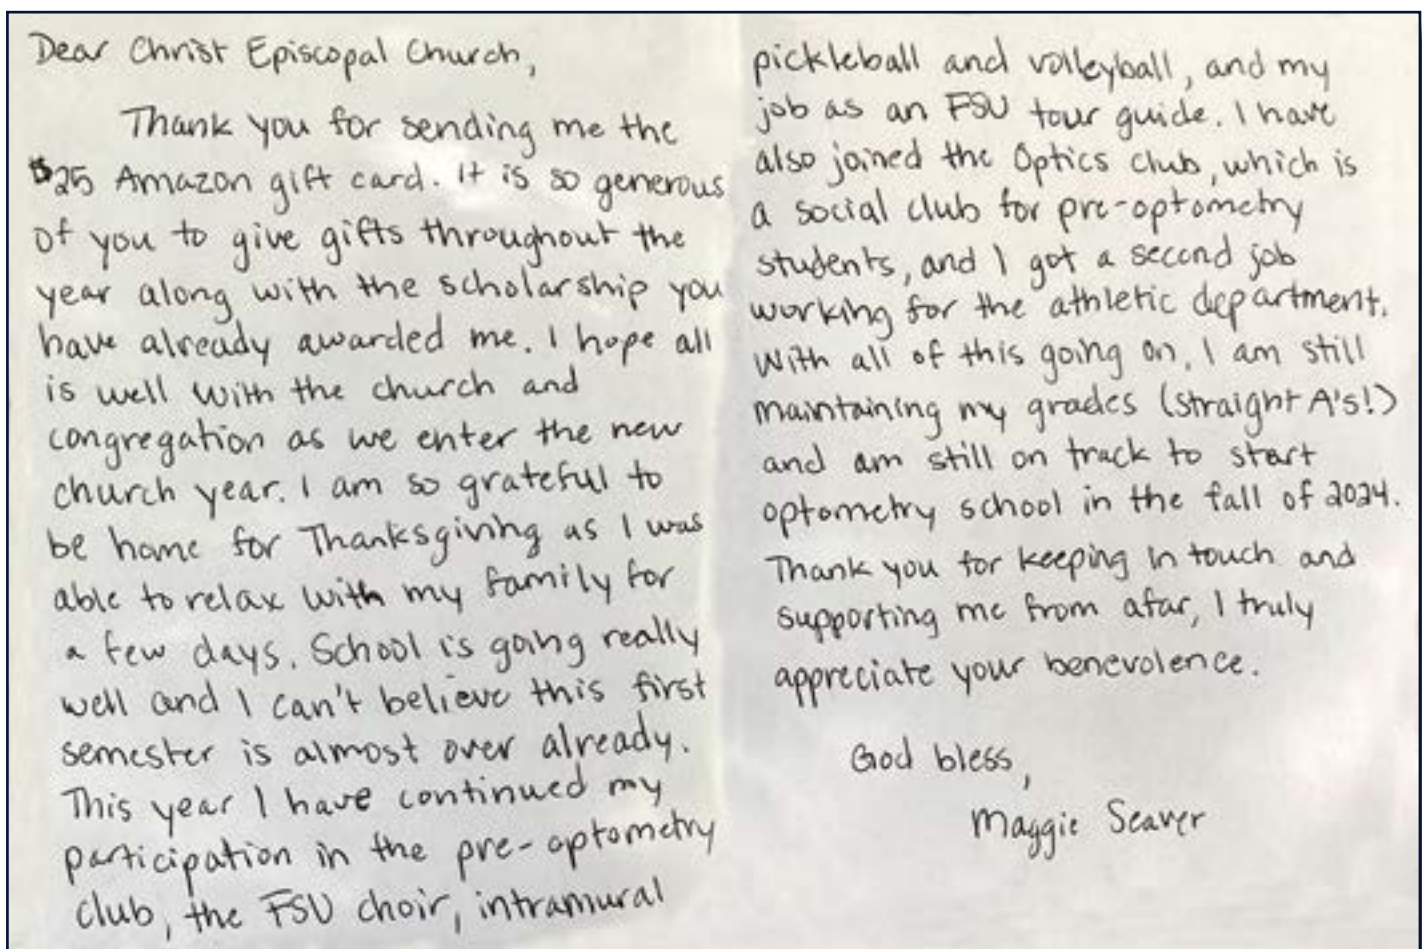 Dear Christ Episcopal Church,
Thank you for sending me the
$25 Amazon gift card. It is so generous
of you to give gifts throughout the
year along with the scholarship you
have already awarded me. I hope all
is well with the church and
congregation as we enter the new
church year. I am so grateful to
be home for Thanksgiving as I was
able to relax with my family for
a few days. School is going really
well and I can't believe this first
semester is almost over already.
This year I have continued my
participation in the pre-optometry
club, the FSU choir, intramural
pickleball and volleyball, and my
job as an FSU tour guide. I have
also joined the Optics club, which is
a social club for pre-optometry
students, and I got a second job
working for the athletic department.
With all of this going on, I am still
maintaining my grades (straight A's!)
and am still on track to start
optometry school in the fall of 2024.
Thank you for keeping in touch and
supporting me from afar, I truly
appreciate your benevolence.
God bless,
Maggie Seaver